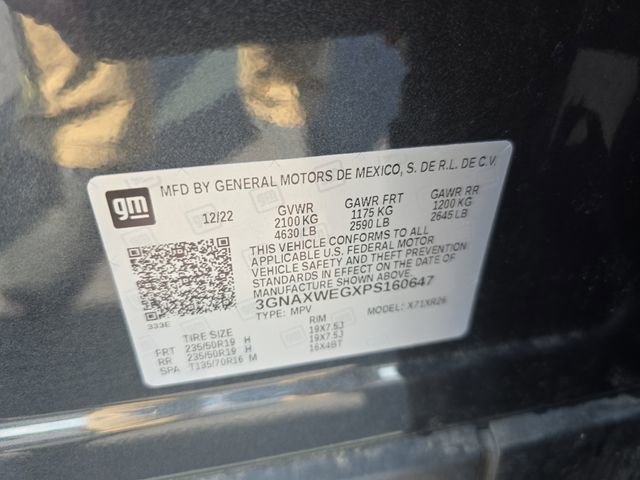 gm
MFD BY GENERAL MOTORS DE MEXICO, S. DE R.L. DE C.V.
12/22 GVWR GAWR FRT GAWR RR
2100 KG 1175 KG 1200 KG
4630 LB 2590 LB 2645 LB
THIS VEHICLE CONFORMS TO ALL
APPLICABLE U.S. FEDERAL MOTOR
VEHICLE SAFETY AND THEFT PREVENTION
STANDARDS IN EFFECT ON THE DATE OF
MANUFACTURE SHOWN ABOVE.
3GNAXWEGXPS160647
TYPE: MPV MODEL: X71XR26
333E
TIRE SIZE RIM
FRT 235/50R19 H 19X7.5J
RR 235/50R19 H 19X7.5J
SPA T135/70R16 M 16X4BT